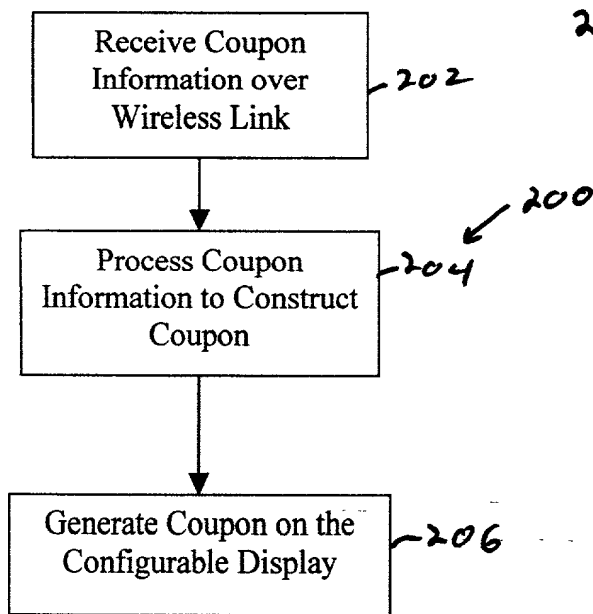 Receive Coupon
Information over
Wireless Link
202
200
Process Coupon
Information to Construct
Coupon
204
Generate Coupon on the
Configurable Display
206